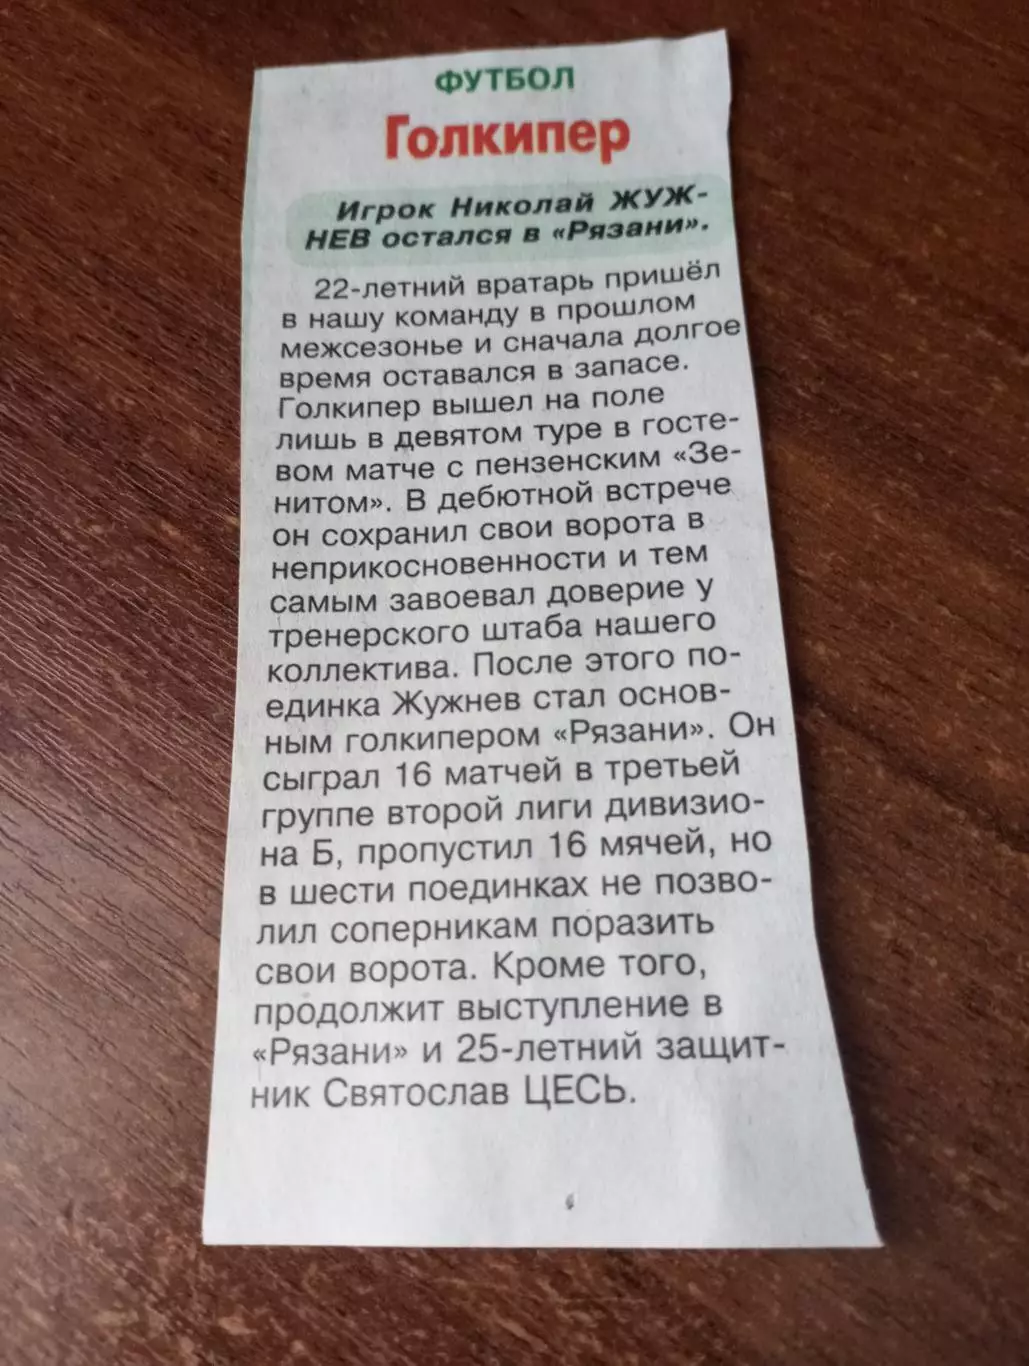 ФУТБОЛ
Голкипер
Игрок Николай ЖУЖ-
НЕВ остался в «Рязани».
22-летний вратарь пришёл
в нашу команду в прошлом
межсезонье и сначала долгое
время оставался в запасе.
Голкипер вышел на поле
лишь в девятом туре в госте-
вом матче с пензенским «Зе-
нитом». В дебютной встрече
он сохранил свои ворота в
неприкосновенности и тем
самым завоевал доверие у
тренерского штаба нашего
коллектива. После этого по-
единка Жужнев стал основ-
ным голкипером «Рязани». Он
сыграл 16 матчей в третьей
группе второй лиги дивизио-
на Б, пропустил 16 мячей, но
в шести поединках не позво-
лил соперникам поразить
свои ворота. Кроме того,
продолжит выступление в
«Рязани» и 25-летний защит-
ник Святослав ЦЕСЬ.